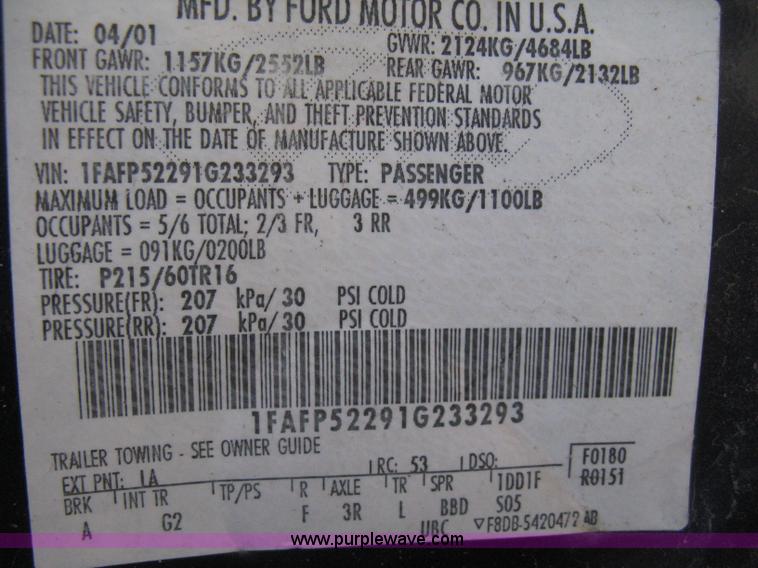 MFD. BY FORD MOTOR CO. IN U.S.A.
DATE: 04/01 GVWR: 2124KG/4684LB
FRONT GAWR: 1157KG/2552LB REAR GAWR: 967KG/2132LB
THIS VEHICLE CONFORMS TO ALL APPLICABLE FEDERAL MOTOR
VEHICLE SAFETY, BUMPER, AND THEFT PREVENTION STANDARDS
IN EFFECT ON THE DATE OF MANUFACTURE SHOWN ABOVE.
VIN: 1FAFP52291G233293 TYPE: PASSENGER
MAXIMUM LOAD = OCCUPANTS + LUGGAGE = 499KG/1100LB
OCCUPANTS = 5/6 TOTAL; 2/3 FR, 3 RR
LUGGAGE = 091KG/0200LB
TIRE: P215/60TR16
PRESSURE(FR): 207 kPa/30 PSI COLD
PRESSURE(RR): 207 kPa/30 PSI COLD
1FAFP52291G233293
TRAILER TOWING - SEE OWNER GUIDE
EXT PNT: LA RC: 53 DSO: F0180
BRK INT TR TP/PS R AXLE TR SPR 1DD1F R0151
A G2 F 3R L BBD S05
UBC ▽F8DB-5420472 AB
www.purplewave.com